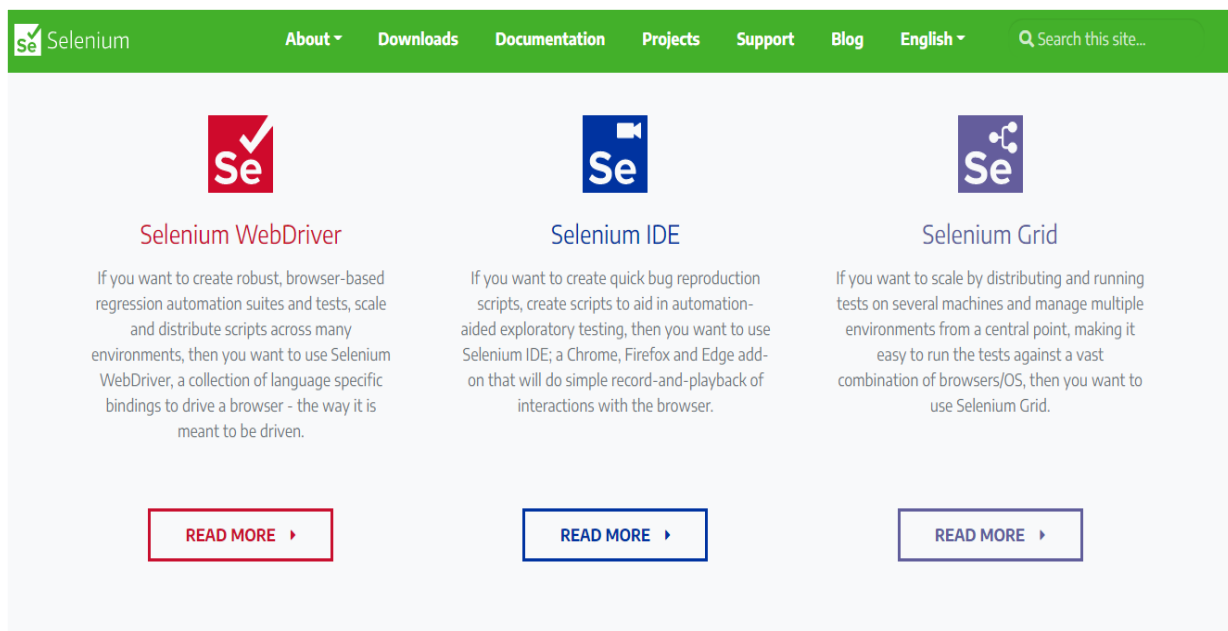 Se Selenium About Downloads Documentation Projects Support Blog English Search this site...
Se
Selenium WebDriver
If you want to create robust, browser-based
regression automation suites and tests, scale
and distribute scripts across many
environments, then you want to use Selenium
WebDriver, a collection of language specific
bindings to drive a browser - the way it is
meant to be driven.
READ MORE
Se
Selenium IDE
If you want to create quick bug reproduction
scripts, create scripts to aid in automation-
aided exploratory testing, then you want to use
Selenium IDE; a Chrome, Firefox and Edge add-
on that will do simple record-and-playback of
interactions with the browser.
READ MORE
Se
Selenium Grid
If you want to scale by distributing and running
tests on several machines and manage multiple
environments from a central point, making it
easy to run the tests against a vast
combination of browsers/OS, then you want to
use Selenium Grid.
READ MORE